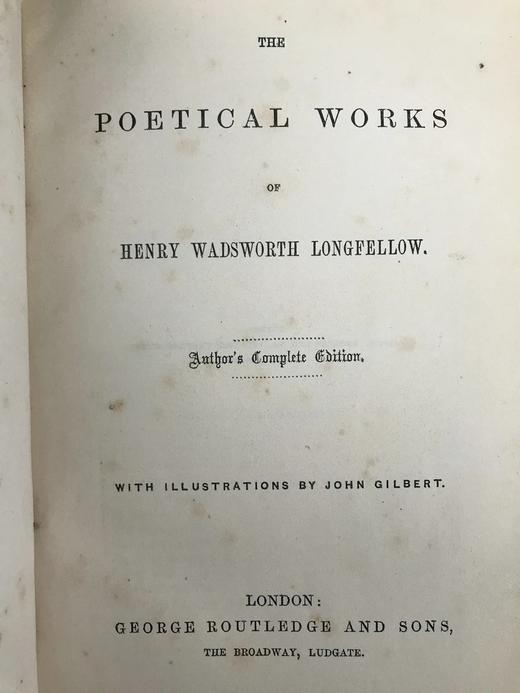 THE
POETICAL WORKS
OF
HENRY WADSWORTH LONGFELLOW.
Author's Complete Edition.
WITH ILLUSTRATIONS BY JOHN GILBERT.
LONDON:
GEORGE ROUTLEDGE AND SONS,
THE BROADWAY, LUDGATE.